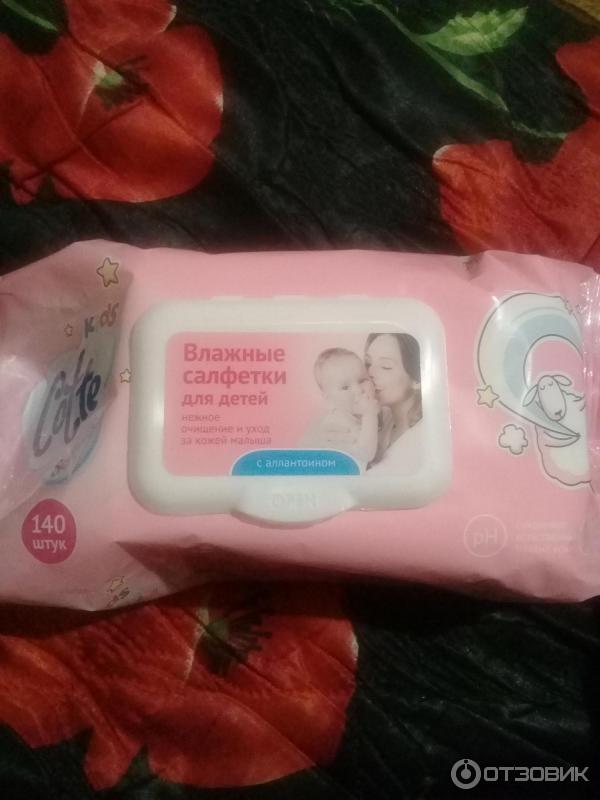 Kids
Влажные
салфетки
для детей
нежное
очищение и уход
за кожей малыша
с аллантоином
OPEN
140
штук
pH
ОТЗОВИК